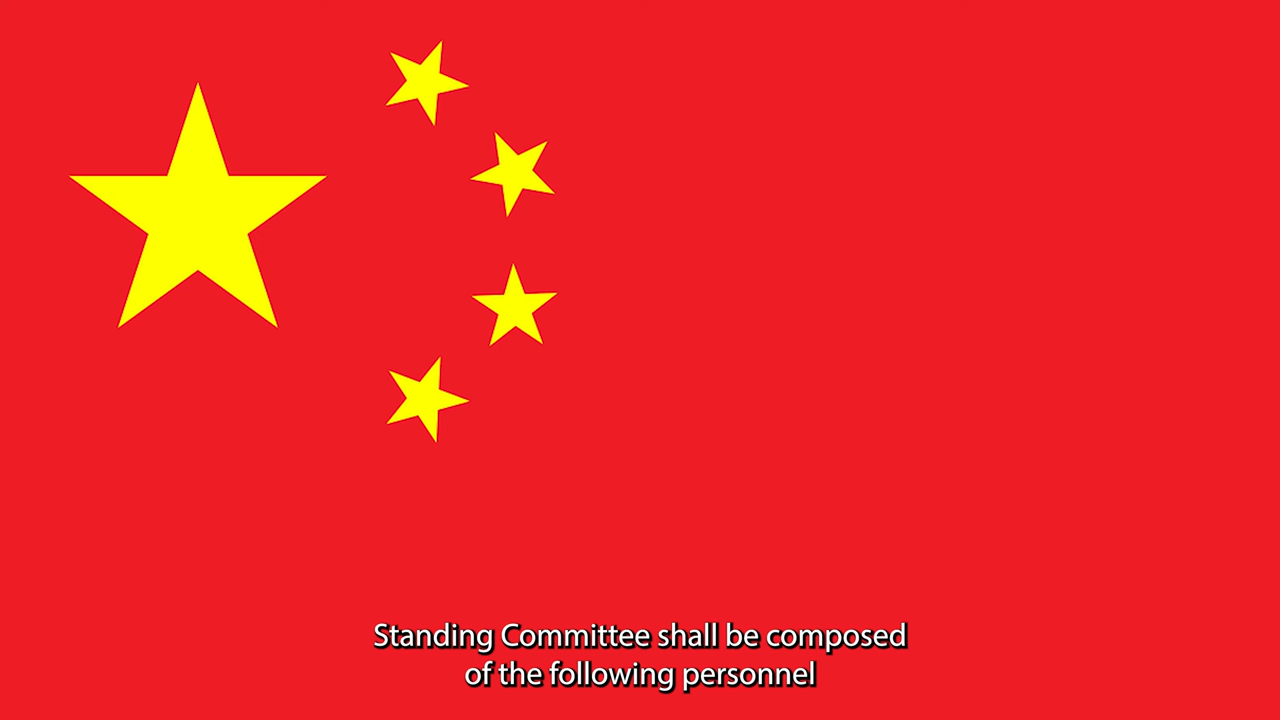 Standing Committee shall be composed
of the following personnel